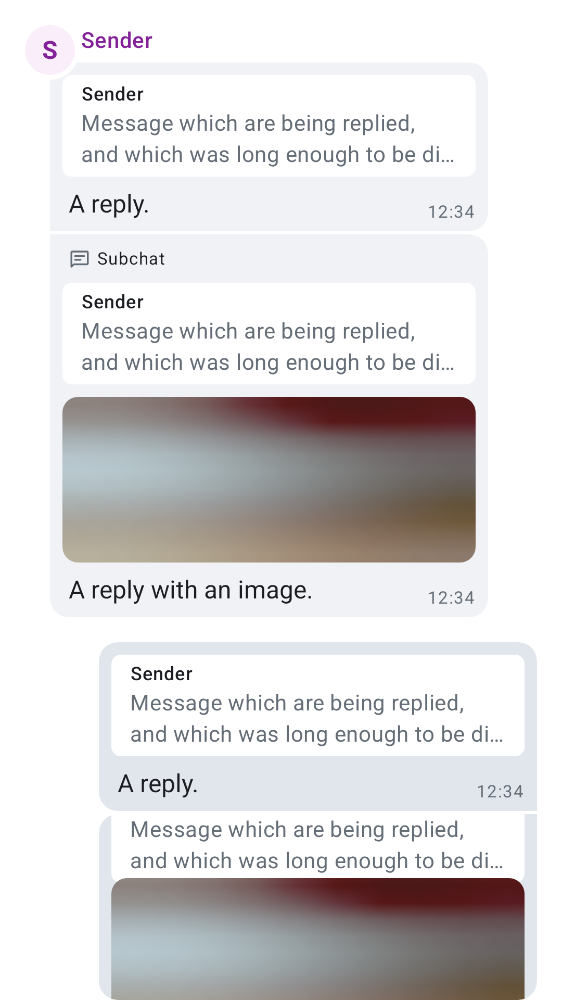 S
Sender
Sender
Message which are being replied,
and which was long enough to be di…
A reply.
12:34
Subchat
Sender
Message which are being replied,
and which was long enough to be di…
A reply with an image.
12:34
Sender
Message which are being replied,
and which was long enough to be di…
A reply.
12:34
Message which are being replied,
and which was long enough to be di…